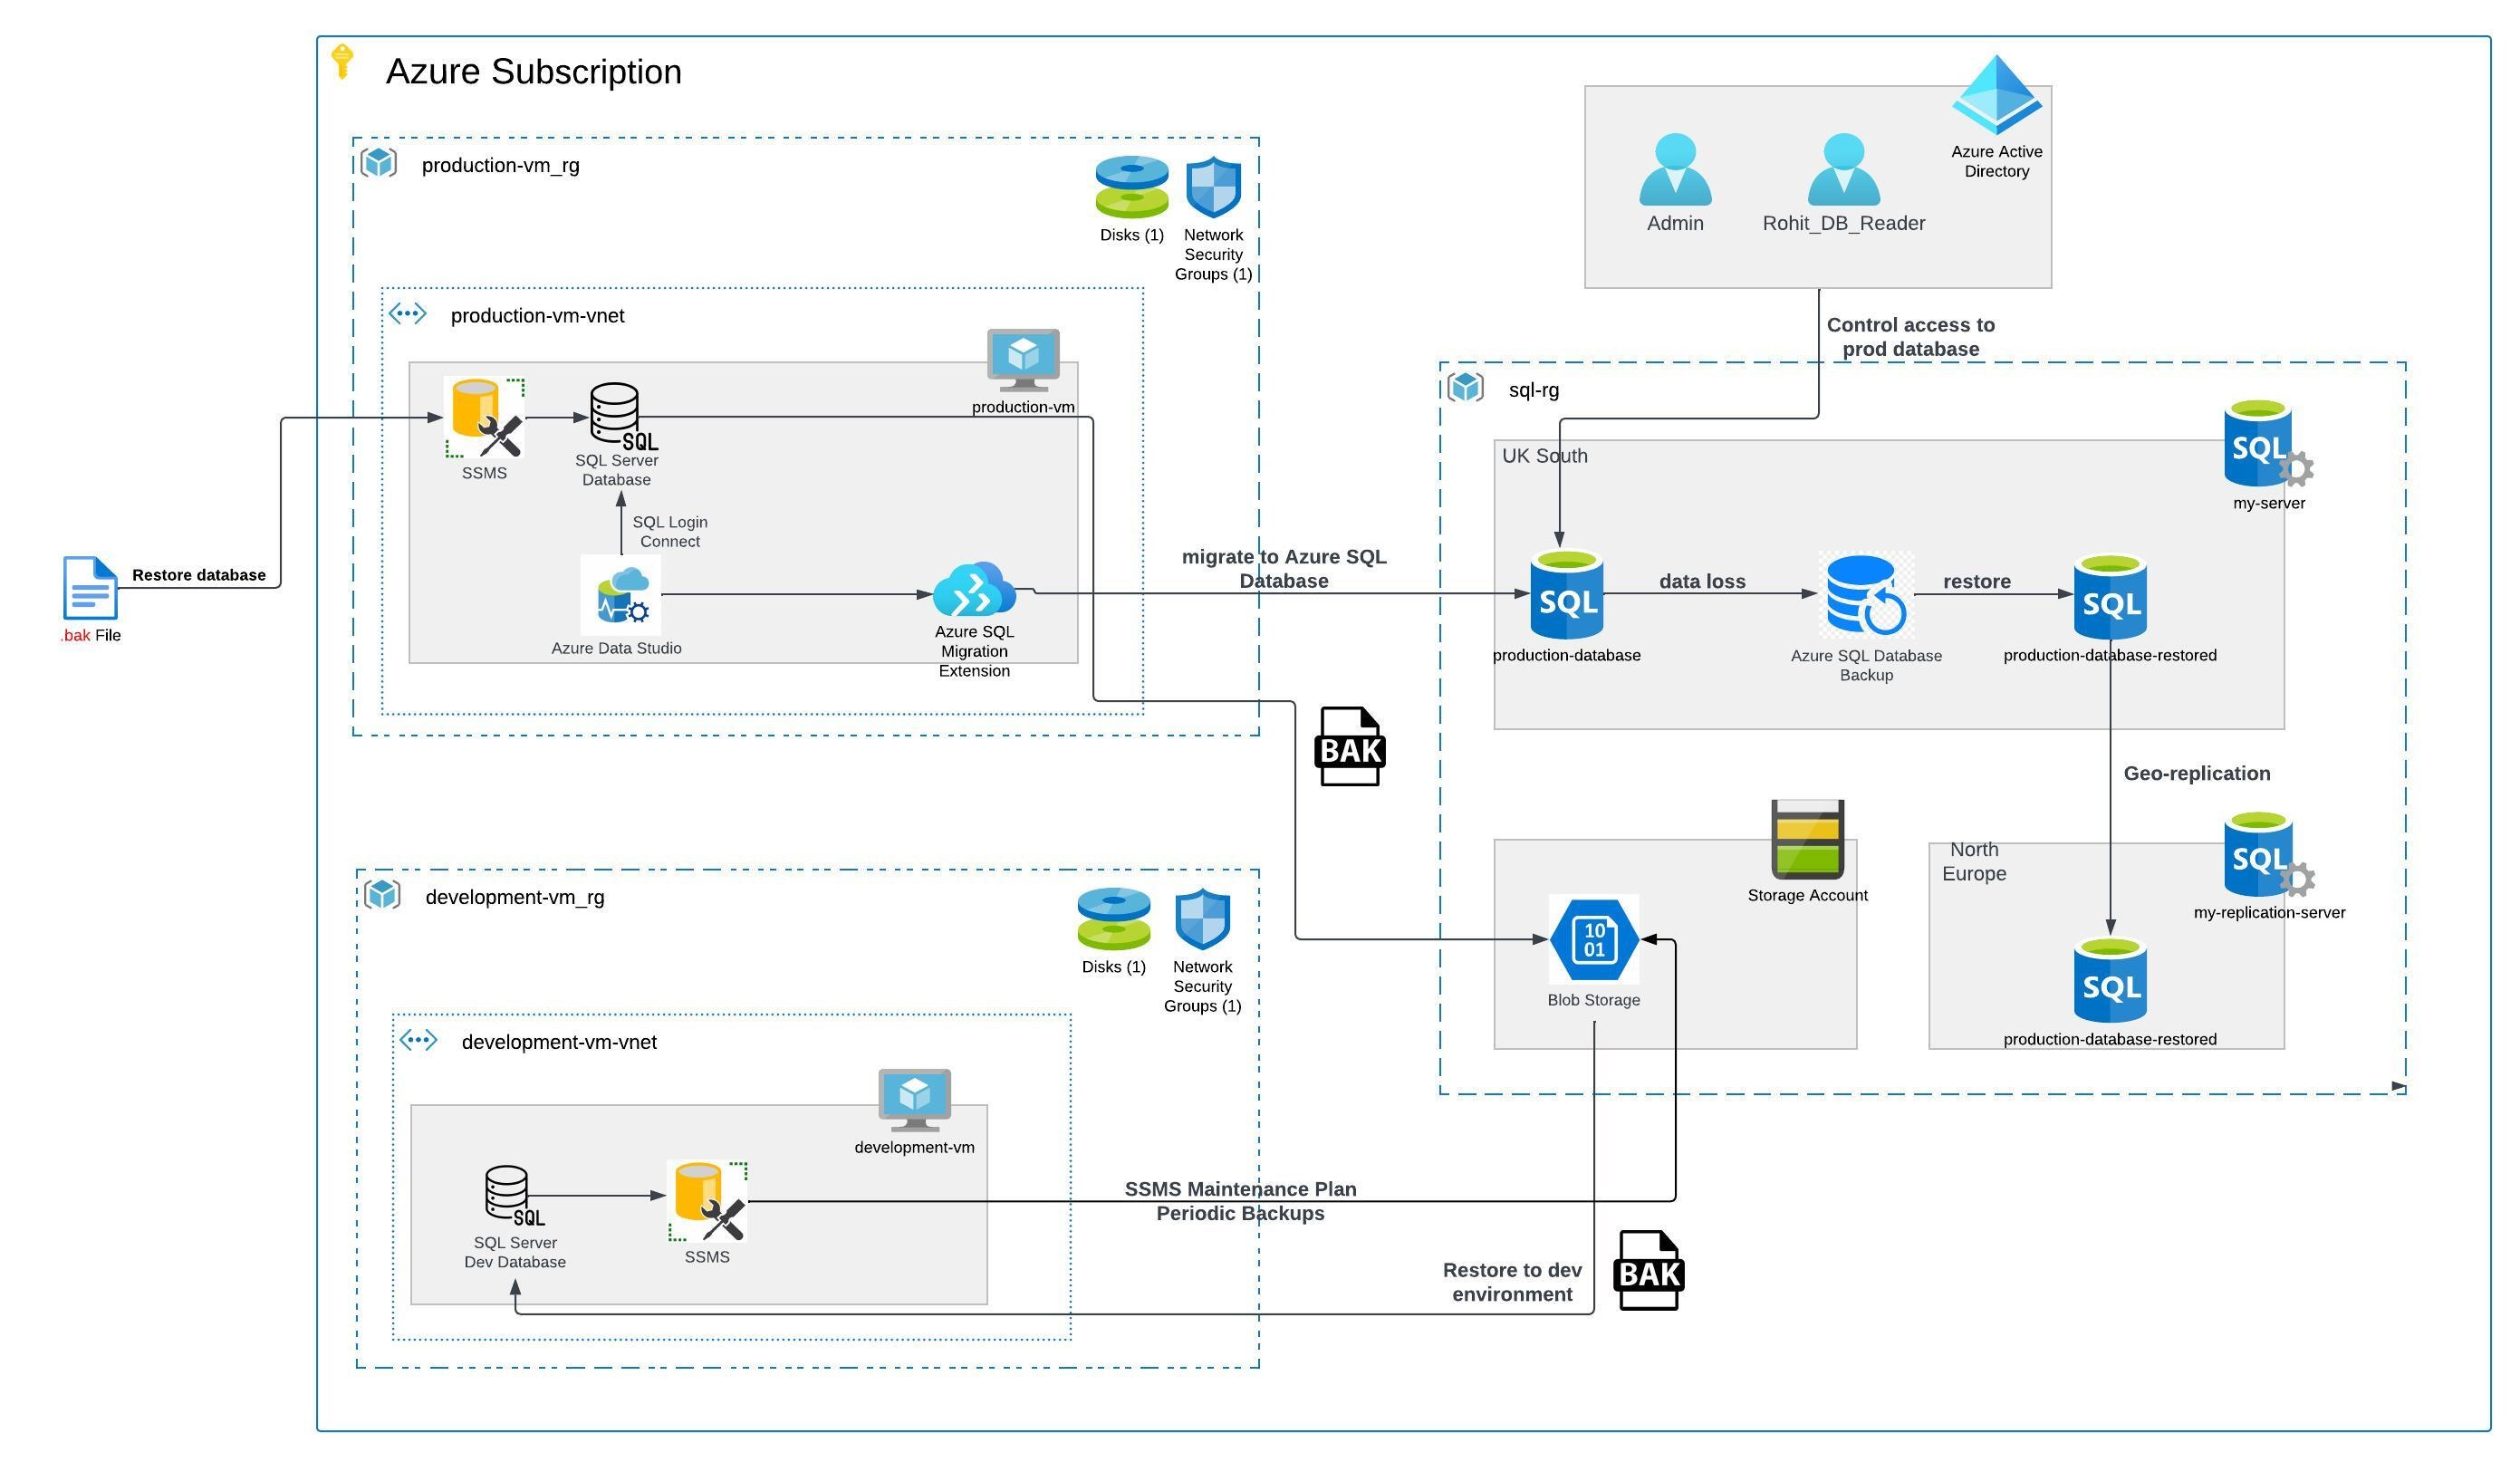 Azure Subscription
production-vm_rg
Disks (1)
Network
Security
Groups (1)
production-vm-vnet
production-vm
SSMS
SQL
SQL Server
Database
SQL Login
Connect
Azure Data Studio
Azure SQL
Migration
Extension
Restore database
.bak File
migrate to Azure SQL
Database
BAK
Azure Active
Directory
Admin
Rohit_DB_Reader
Control access to
prod database
sql-rg
UK South
SQL
my-server
SQL
production-database
data loss
Azure SQL Database
Backup
restore
SQL
production-database-restored
Geo-replication
Storage Account
10
01
Blob Storage
North
Europe
SQL
my-replication-server
SQL
production-database-restored
development-vm_rg
Disks (1)
Network
Security
Groups (1)
development-vm-vnet
development-vm
SQL
SQL Server
Dev Database
SSMS
SSMS Maintenance Plan
Periodic Backups
Restore to dev
environment
BAK